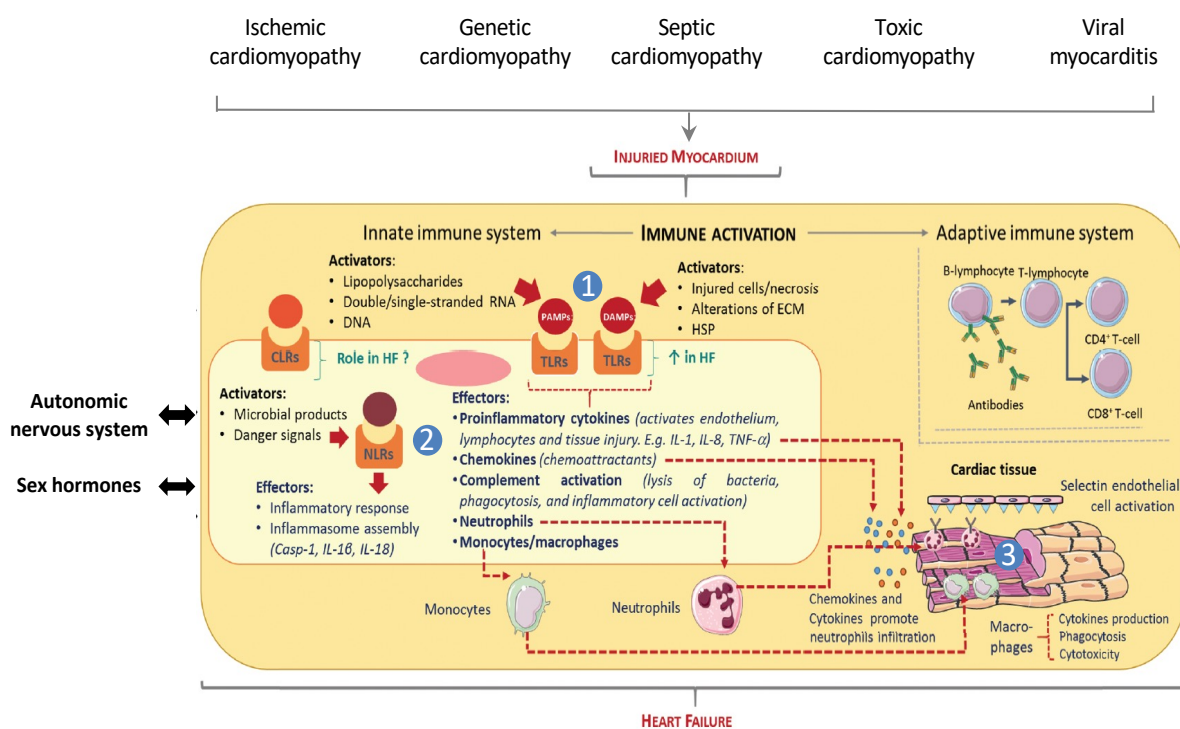 Ischemic
cardiomyopathy
Genetic
cardiomyopathy
Septic
cardiomyopathy
Toxic
cardiomyopathy
Viral
myocarditis
INJURIED MYOCARDIUM
Innate immune system
IMMUNE ACTIVATION
Adaptive immune system
Activators:
• Lipopolysaccharides
• Double/single-stranded RNA
• DNA
1
Activators:
• Injured cells/necrosis
• Alterations of ECM
• HSP
PAMPs:
DAMPs:
CLRs
Role in HF ?
TLRs
TLRs
↑ in HF
B-lymphocyte
T-lymphocyte
CD4⁺ T-cell
Antibodies
CD8⁺ T-cell
Autonomic
nervous system
Sex hormones
Activators:
• Microbial products
• Danger signals
NLRs
2
Effectors:
• Inflammatory response
• Inflammasome assembly
(Casp-1, IL-1ß, IL-18)
Effectors:
• Proinflammatory cytokines (activates endothelium,
lymphocytes and tissue injury. E.g. IL-1, IL-8, TNF-α)
• Chemokines (chemoattractants)
• Complement activation (lysis of bacteria,
phagocytosis, and inflammatory cell activation)
• Neutrophils
• Monocytes/macrophages
Monocytes
Neutrophils
Cardiac tissue
Selectin endothelial
cell activation
3
Chemokines and
Cytokines promote
neutrophils infiltration
Macro-
phages
Cytokines production
Phagocytosis
Cytotoxicity
HEART FAILURE